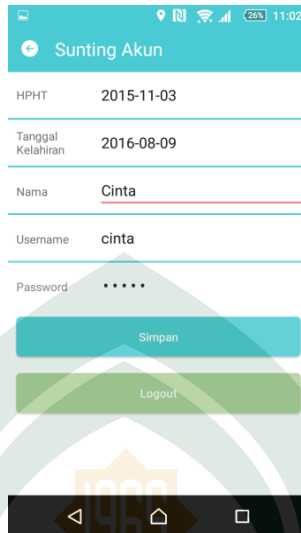 26% 11:02
Sunting Akun
HPHT 2015-11-03
Tanggal
Kelahiran 2016-08-09
Nama Cinta
Username cinta
Password •••••
Simpan
Logout